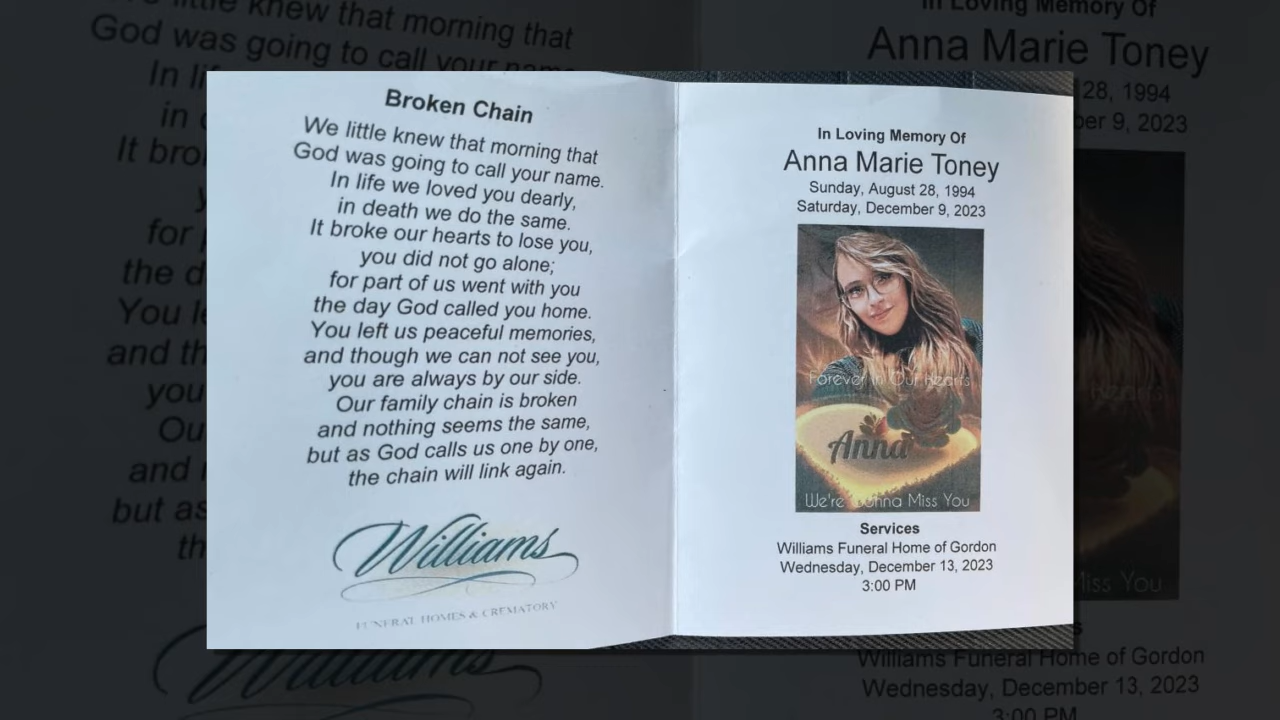 Broken Chain
We little knew that morning that
God was going to call your name.
In life we loved you dearly,
in death we do the same.
It broke our hearts to lose you,
you did not go alone;
for part of us went with you
the day God called you home.
You left us peaceful memories,
and though we can not see you,
you are always by our side.
Our family chain is broken
and nothing seems the same,
but as God calls us one by one,
the chain will link again.
Williams
FUNERAL HOMES & CREMATORY
In Loving Memory Of
Anna Marie Toney
Sunday, August 28, 1994
Saturday, December 9, 2023
Forever In Our Hearts
Anna
We're Gonna Miss You
Services
Williams Funeral Home of Gordon
Wednesday, December 13, 2023
3:00 PM